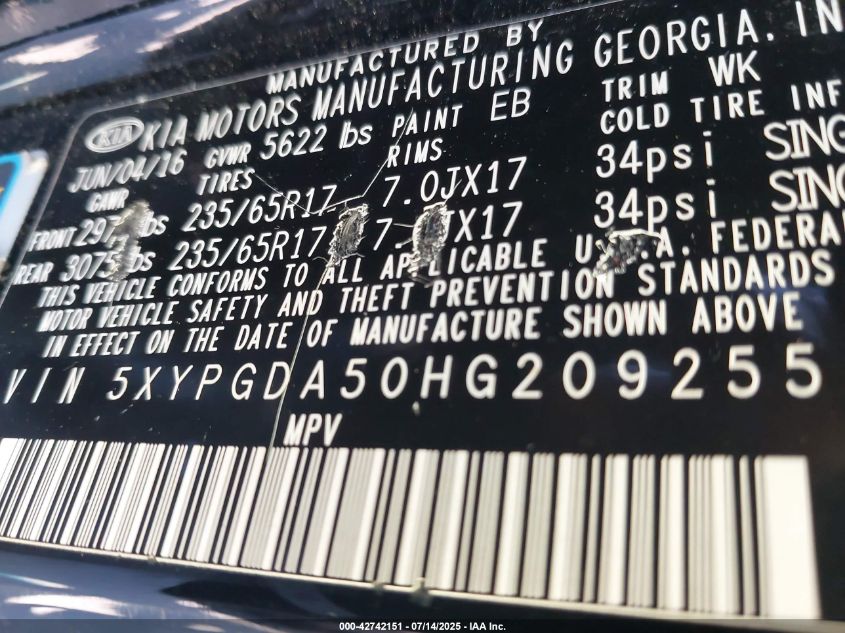 MANUFACTURED BY
KIA KIA MOTORS MANUFACTURING GEORGIA. IN
JUN/04/16 GVWR 5622 lbs PAINT EB TRIM WK
GAWR TIRES RIMS COLD TIRE INF
FRONT lbs 235/65R17 7.0JX17 34psi SING
REAR 3075 lbs 235/65R17 34psi SING
THIS VEHICLE CONFORMS TO ALL APPLICABLE U.S.A. FEDERA
MOTOR VEHICLE SAFETY AND THEFT PREVENTION STANDARDS
IN EFFECT ON THE DATE OF MANUFACTURE SHOWN ABOVE
VIN 5XYPGDA50HG209255
MPV
000-42742151 - 07/14/2025 - IAA Inc.